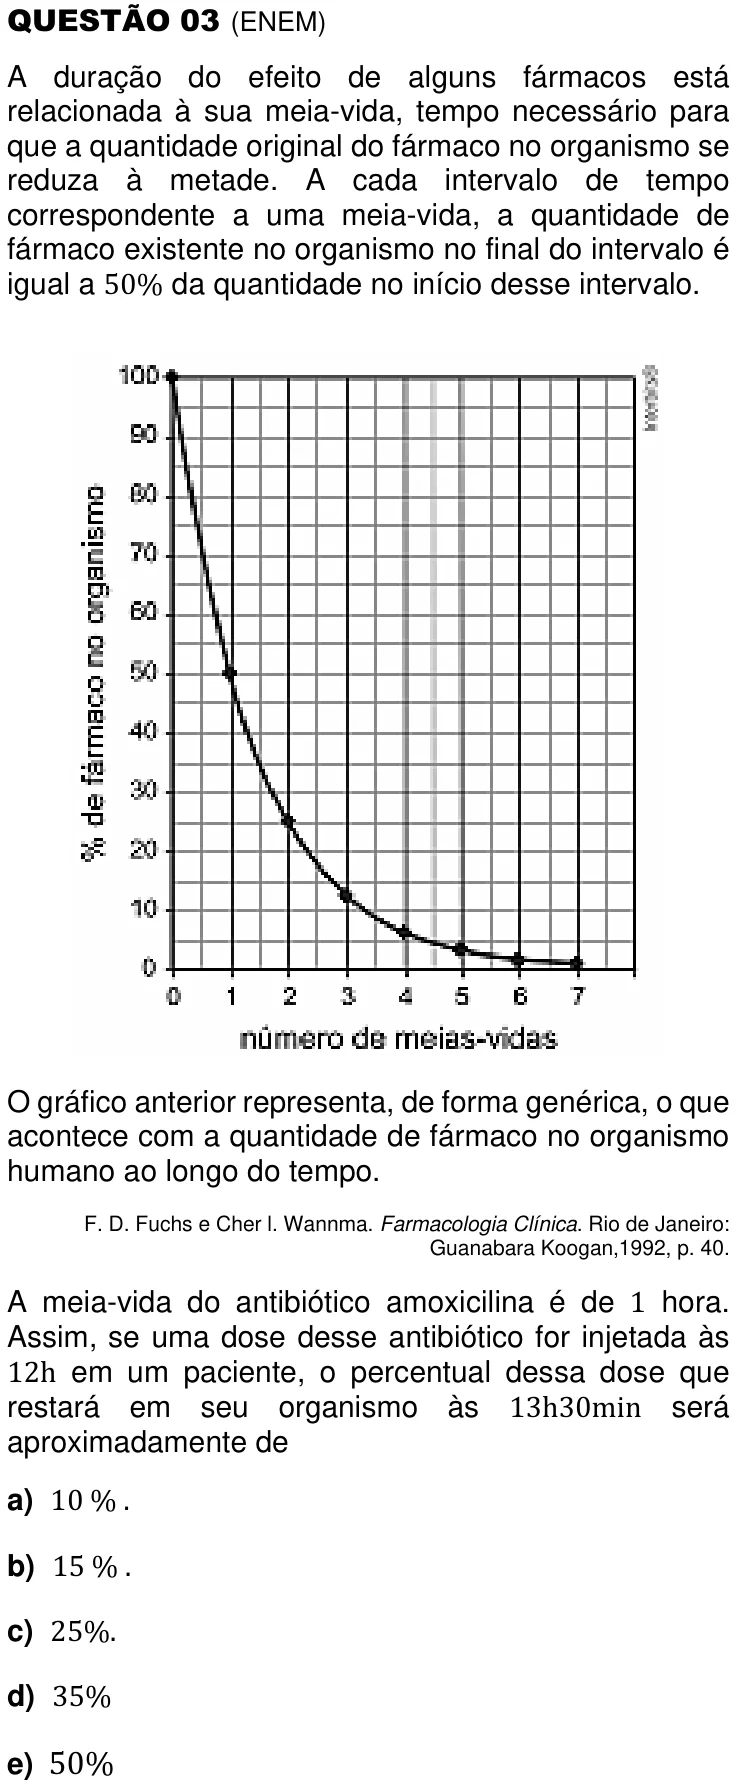 QUESTÃO 03 (ENEM)
A duração do efeito de alguns fármacos está
relacionada à sua meia-vida, tempo necessário para
que a quantidade original do fármaco no organismo se
reduza à metade. A cada intervalo de tempo
correspondente a uma meia-vida, a quantidade de
fármaco existente no organismo no final do intervalo é
igual a 50% da quantidade no início desse intervalo.
% de fármaco no organismo
100
90
80
70
60
50
40
30
20
10
0
0 1 2 3 4 5 6 7
número de meias-vidas
O gráfico anterior representa, de forma genérica, o que
acontece com a quantidade de fármaco no organismo
humano ao longo do tempo.
F. D. Fuchs e Cher l. Wannma. Farmacologia Clínica. Rio de Janeiro:
Guanabara Koogan,1992, p. 40.
A meia-vida do antibiótico amoxicilina é de 1 hora.
Assim, se uma dose desse antibiótico for injetada às
12h em um paciente, o percentual dessa dose que
restará em seu organismo às 13h30min será
aproximadamente de
a) 10 % .
b) 15 % .
c) 25%.
d) 35%
e) 50%